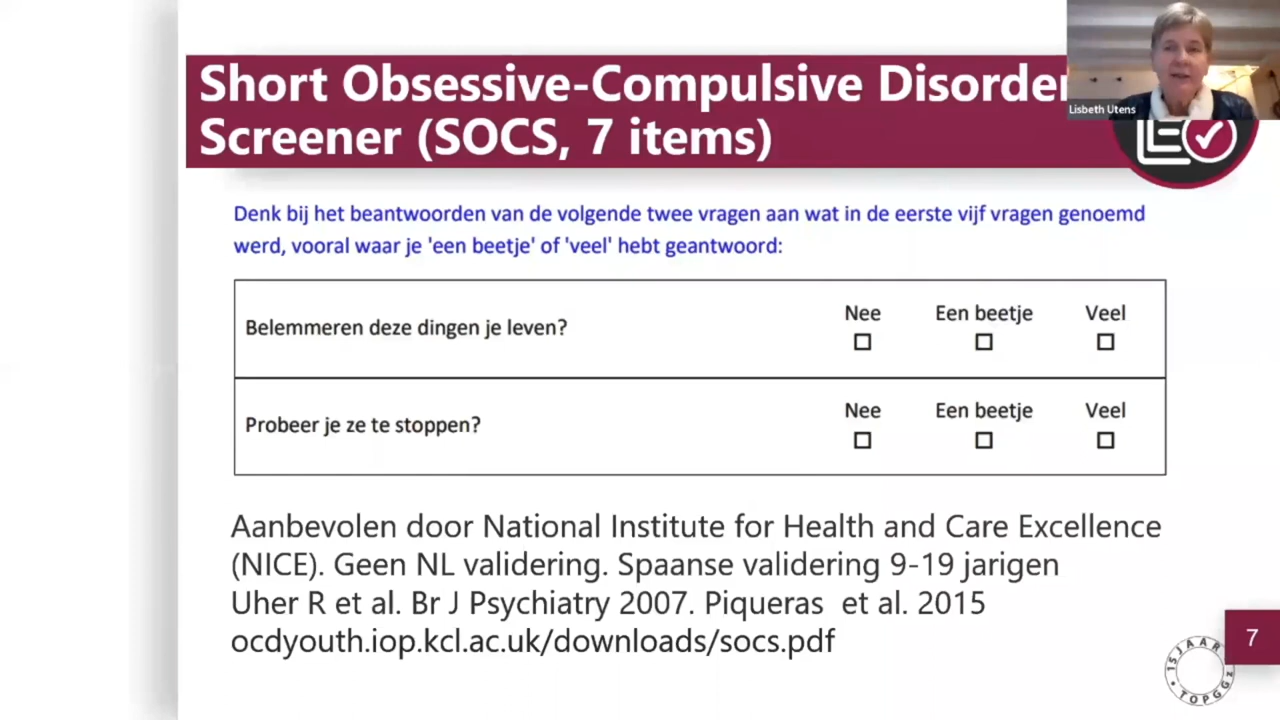 Short Obsessive-Compulsive Disorder
Screener (SOCS, 7 items)
Lisbeth Utens
Denk bij het beantwoorden van de volgende twee vragen aan wat in de eerste vijf vragen genoemd
werd, vooral waar je 'een beetje' of 'veel' hebt geantwoord:
Belemmeren deze dingen je leven?
Nee Een beetje Veel
Probeer je ze te stoppen?
Nee Een beetje Veel
Aanbevolen door National Institute for Health and Care Excellence
(NICE). Geen NL validering. Spaanse validering 9-19 jarigen
Uher R et al. Br J Psychiatry 2007. Piqueras et al. 2015
ocdyouth.iop.kcl.ac.uk/downloads/socs.pdf
7
15 JAAR
TOPGGz